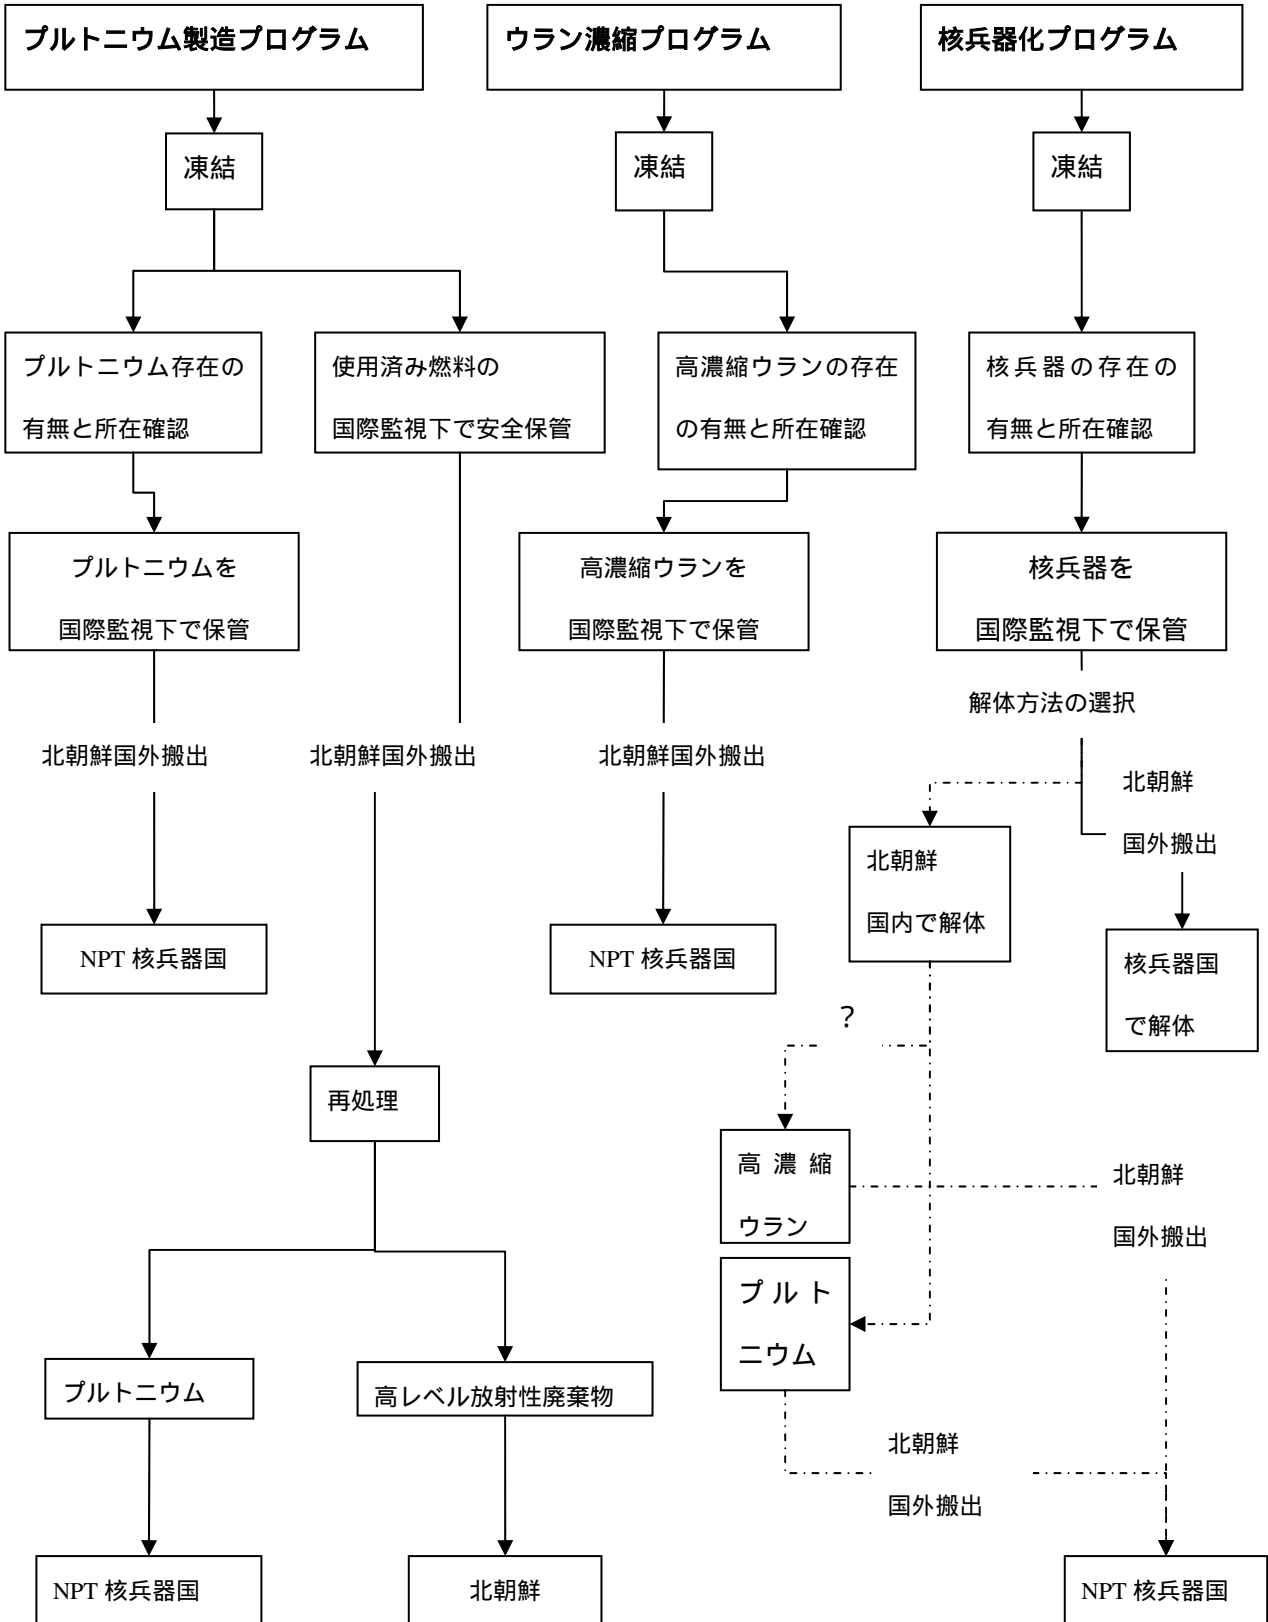 プルトニウム製造プログラム
ウラン濃縮プログラム
核兵器化プログラム
凍結
凍結
凍結
プルトニウム存在の
有無と所在確認
使用済み燃料の
国際監視下で安全保管
高濃縮ウランの存在
の有無と所在確認
核兵器の存在の
有無と所在確認
プルトニウムを
国際監視下で保管
高濃縮ウランを
国際監視下で保管
核兵器を
国際監視下で保管
解体方法の選択
北朝鮮国外搬出
北朝鮮国外搬出
北朝鮮国外搬出
北朝鮮
国外搬出
北朝鮮
国内で解体
NPT 核兵器国
NPT 核兵器国
核兵器国
で解体
?
再処理
高濃縮
ウラン
北朝鮮
国外搬出
プルト
ニウム
プルトニウム
高レベル放射性廃棄物
北朝鮮
国外搬出
NPT 核兵器国
北朝鮮
NPT 核兵器国